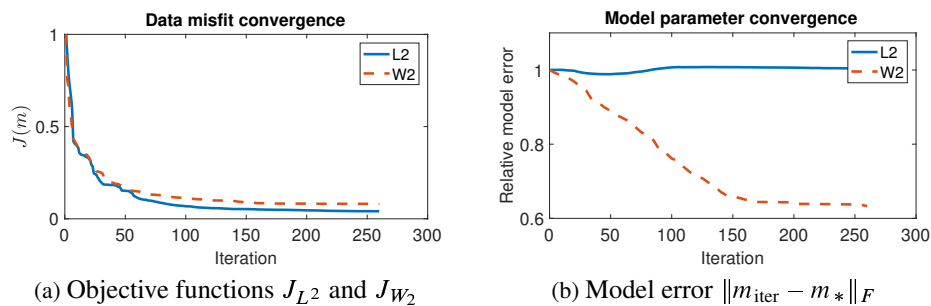 Data misfit convergence
L2
W2
1
0.5
0
J(m)
0 50 100 150 200 250 300
Iteration
(a) Objective functions J_{L^2} and J_{W_2}
Model parameter convergence
L2
W2
1
0.8
0.6
Relative model error
0 50 100 150 200 250 300
Iteration
(b) Model error ‖m_{iter} − m_*‖_F